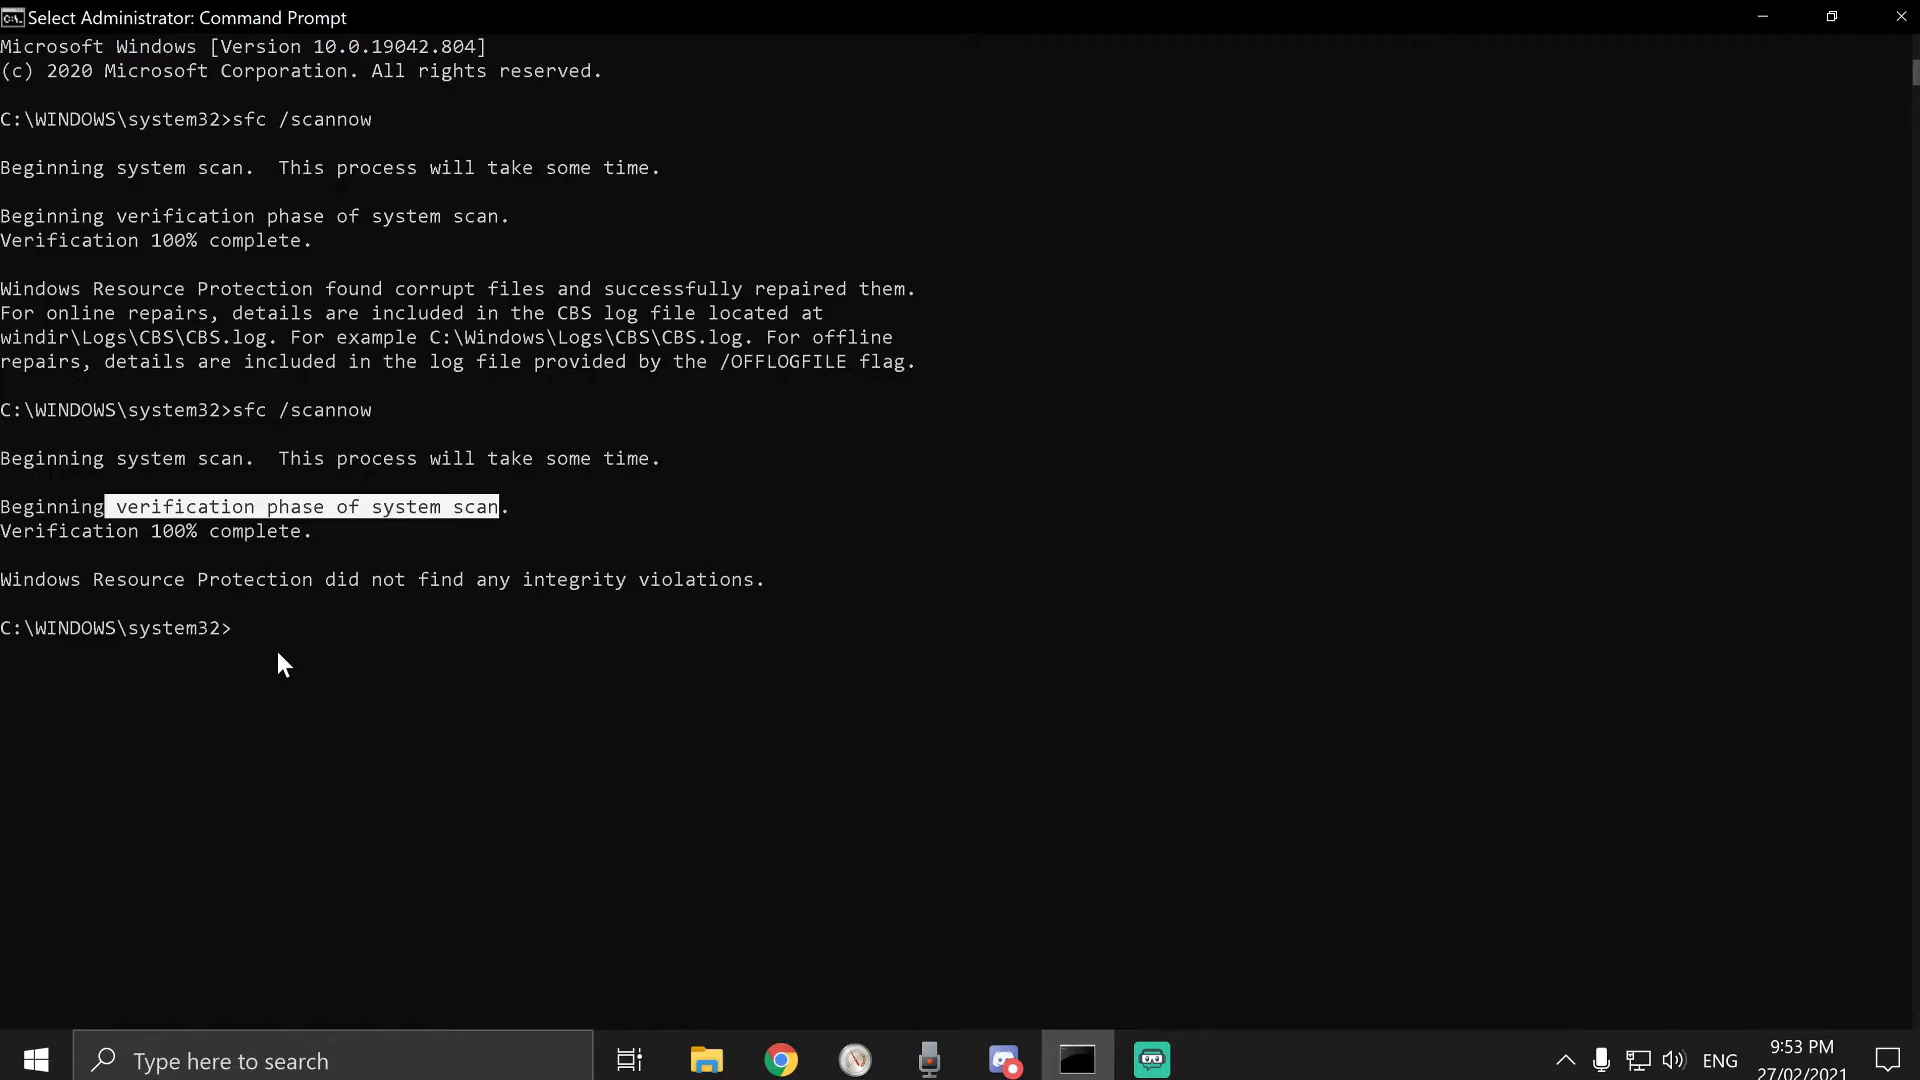 Select Administrator: Command Prompt
Microsoft Windows [Version 10.0.19042.804]
(c) 2020 Microsoft Corporation. All rights reserved.
C:\WINDOWS\system32>sfc /scannow
Beginning system scan.  This process will take some time.
Beginning verification phase of system scan.
Verification 100% complete.
Windows Resource Protection found corrupt files and successfully repaired them.
For online repairs, details are included in the CBS log file located at
windir\Logs\CBS\CBS.log. For example C:\Windows\Logs\CBS\CBS.log. For offline
repairs, details are included in the log file provided by the /OFFLOGFILE flag.
C:\WINDOWS\system32>sfc /scannow
Beginning system scan.  This process will take some time.
Beginning verification phase of system scan.
Verification 100% complete.
Windows Resource Protection did not find any integrity violations.
C:\WINDOWS\system32>
Type here to search
ENG
9:53 PM
27/02/2021